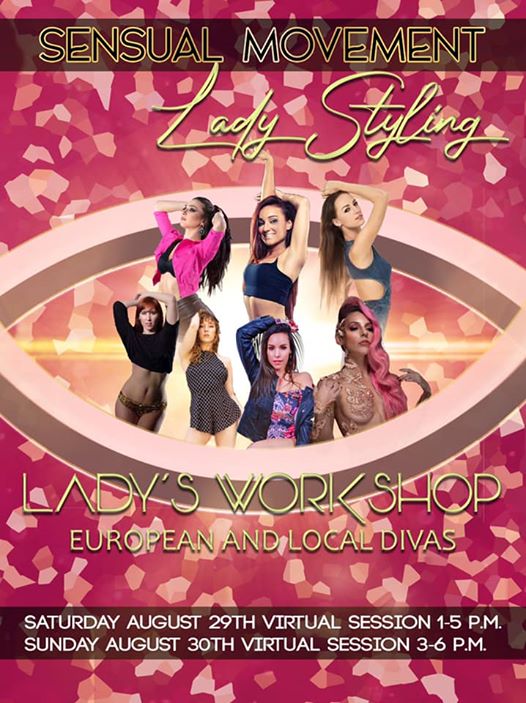 SENSUAL MOVEMENT
Lady Styling
LADY'S WORKSHOP
EUROPEAN AND LOCAL DIVAS
SATURDAY AUGUST 29TH VIRTUAL SESSION 1-5 P.M.
SUNDAY AUGUST 30TH VIRTUAL SESSION 3-6 P.M.